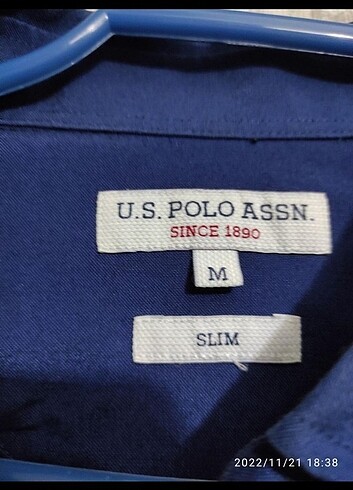 U.S. POLO ASSN.
SINCE 1890
M
SLIM
2022/11/21 18:38